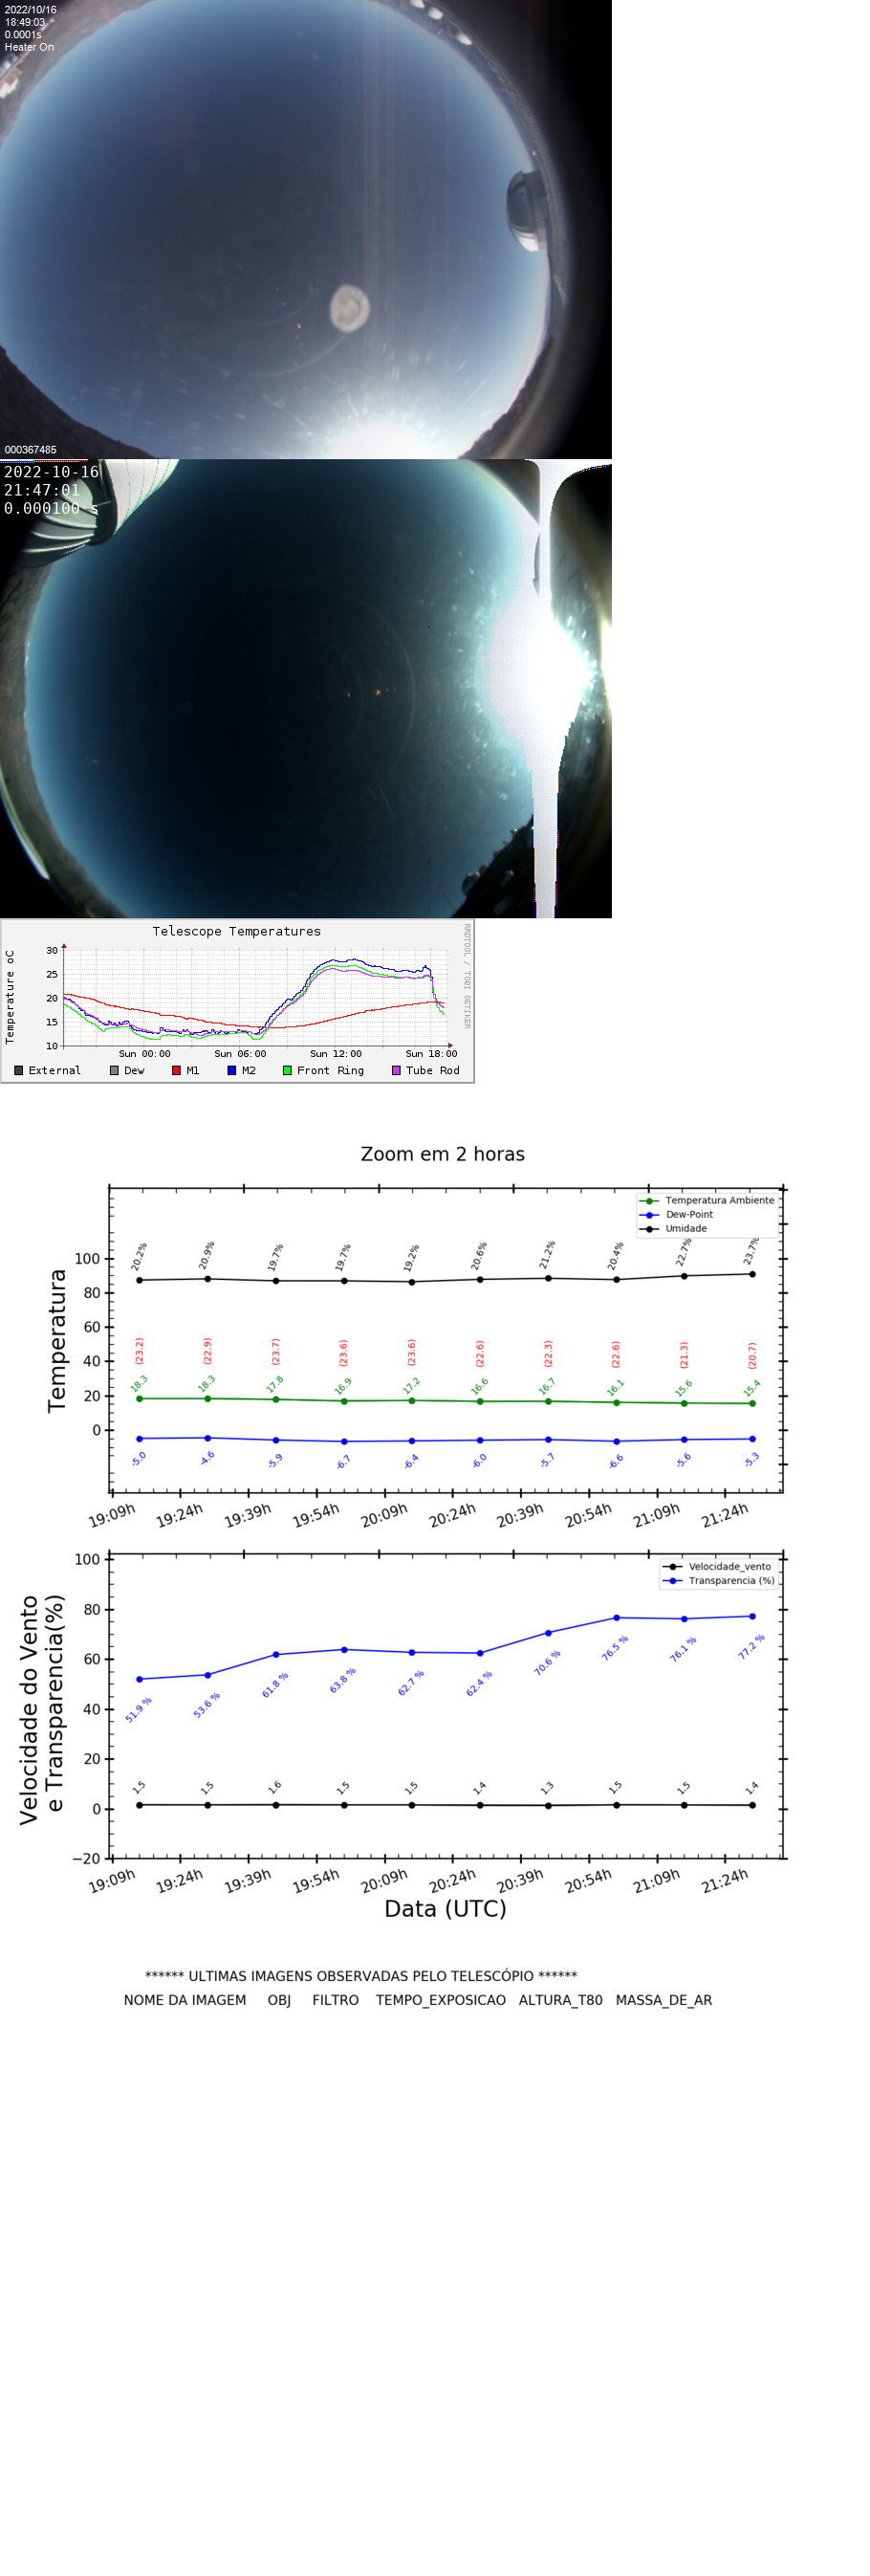 2022/10/16
18:49:03
0.0001s
Heater On
000367485
2022-10-16
21:47:01
0.000100 s
Telescope Temperatures
RRDTOOL / TOBI OETIKER
Temperature oC
30
25
20
15
10
Sun 00:00 Sun 06:00 Sun 12:00 Sun 18:00
External Dew M1 M2 Front Ring Tube Rod
Zoom em 2 horas
Temperatura Ambiente
Dew-Point
Umidade
Temperatura
100
80
60
40
20
0
20.2% 20.9% 19.7% 19.7% 19.2% 20.6% 21.2% 20.4% 22.7% 23.7%
(23.2) (22.9) (23.7) (23.6) (23.6) (22.6) (22.3) (22.6) (21.3) (20.7)
18.3 18.3 17.8 16.9 17.2 16.6 16.7 16.1 15.6 15.4
-5.0 -4.6 -5.9 -6.7 -6.4 -6.0 -5.7 -6.6 -5.6 -5.3
19:09h 19:24h 19:39h 19:54h 20:09h 20:24h 20:39h 20:54h 21:09h 21:24h
Velocidade_vento
Transparencia (%)
Velocidade do Vento
e Transparencia(%)
100
80
60
40
20
0
−20
51.9 % 53.6 % 61.8 % 63.8 % 62.7 % 62.4 % 70.6 % 76.5 % 76.1 % 77.2 %
1.5 1.5 1.6 1.5 1.5 1.4 1.3 1.5 1.5 1.4
19:09h 19:24h 19:39h 19:54h 20:09h 20:24h 20:39h 20:54h 21:09h 21:24h
Data (UTC)
****** ULTIMAS IMAGENS OBSERVADAS PELO TELESCÓPIO ******
NOME DA IMAGEM OBJ FILTRO TEMPO_EXPOSICAO ALTURA_T80 MASSA_DE_AR